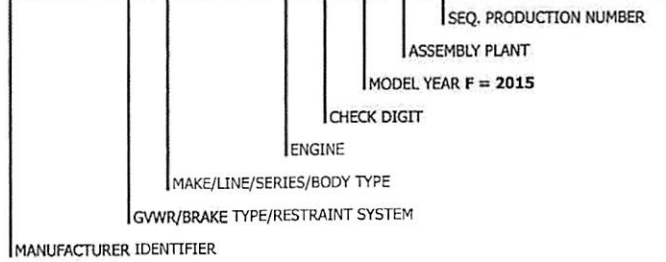 SEQ. PRODUCTION NUMBER
ASSEMBLY PLANT
MODEL YEAR F = 2015
CHECK DIGIT
ENGINE
MAKE/LINE/SERIES/BODY TYPE
GVWR/BRAKE TYPE/RESTRAINT SYSTEM
MANUFACTURER IDENTIFIER